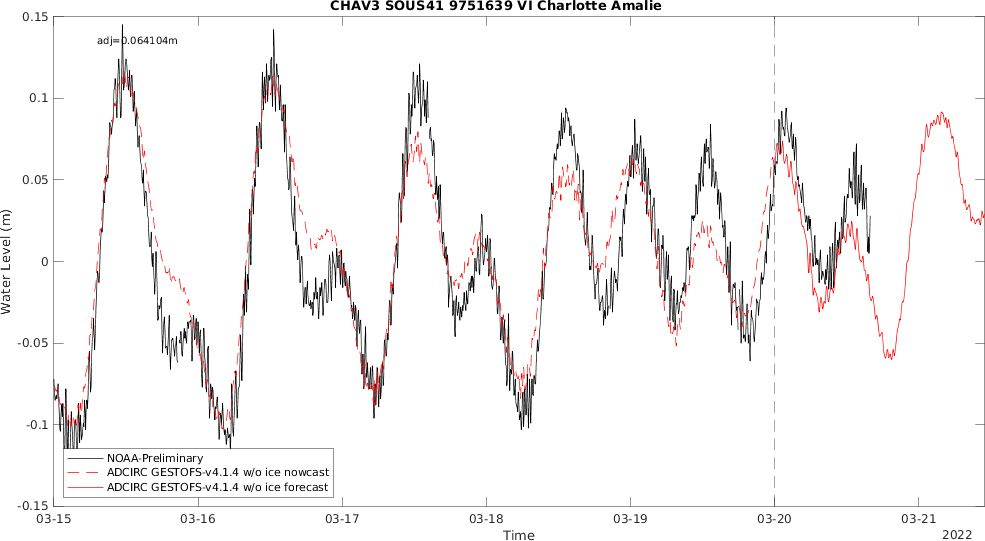 CHAV3 SOUS41 9751639 VI Charlotte Amalie
adj=0.064104m
0.15
0.1
0.05
0
-0.05
-0.1
-0.15
Water Level (m)
NOAA-Preliminary
ADCIRC GESTOFS-v4.1.4 w/o ice nowcast
ADCIRC GESTOFS-v4.1.4 w/o ice forecast
03-15 03-16 03-17 03-18 03-19 03-20 03-21
Time
2022